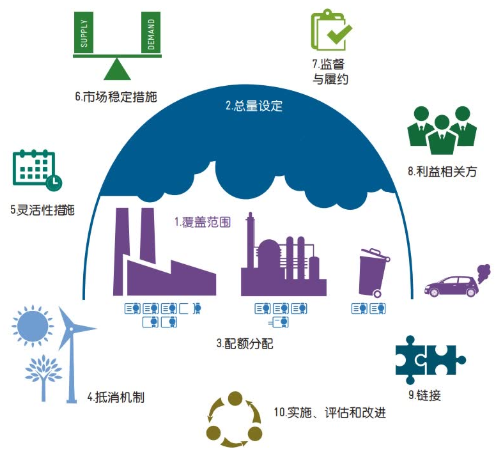 SUPPLY
DEMAND
6.市场稳定措施
7.监督
与履约
2.总量设定
8.利益相关方
5灵活性措施
1.覆盖范围
3.配额分配
4.抵消机制
9.链接
10.实施、评估和改进